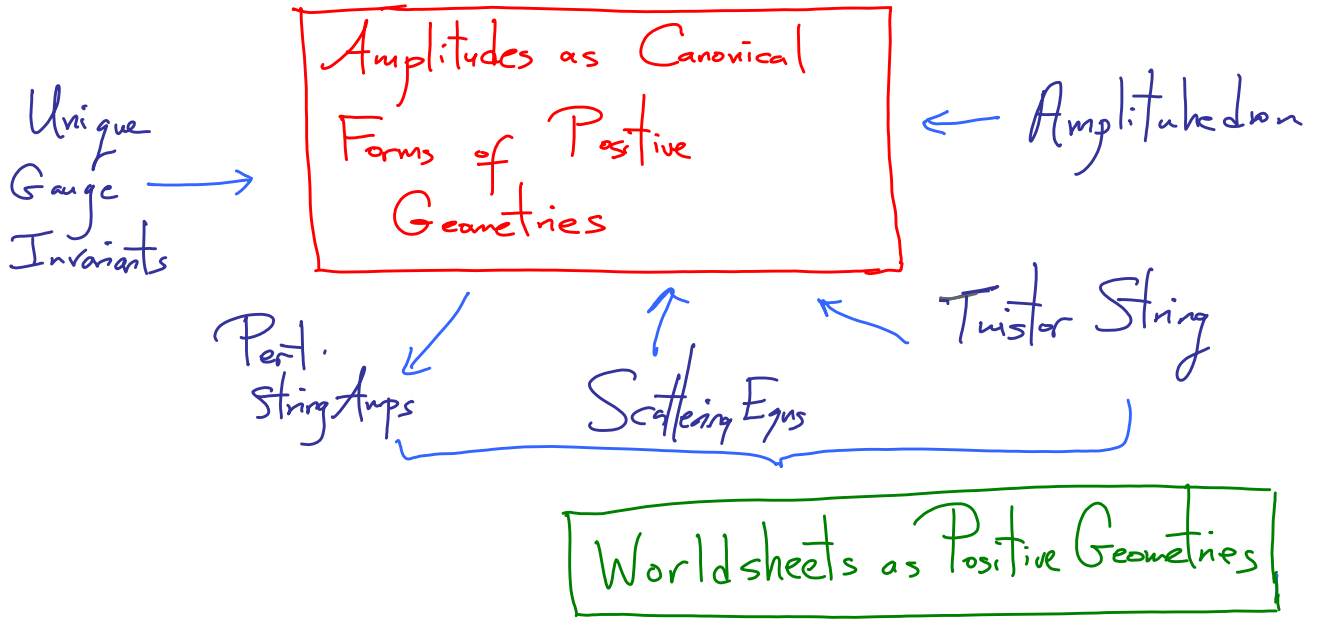 Amplitudes as Canonical
Forms of Positive
Geometries
Unique
Gauge
Invariants
Amplituhedron
Pert.
String Amps
Scattering Eqns
Twistor String
Worldsheets as Positive Geometries